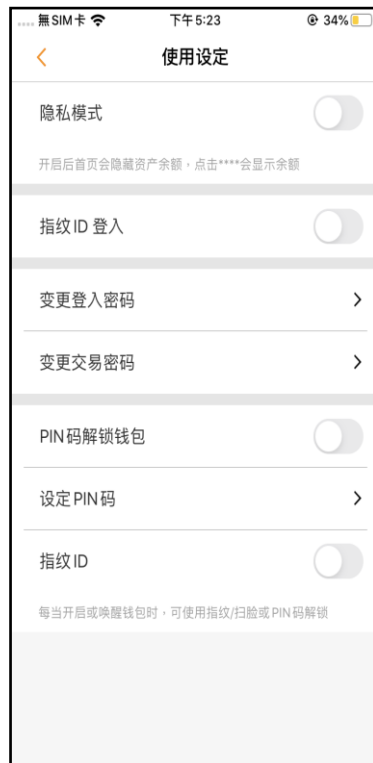 .... 無SIM卡 下午5:23 34%
使用设定
隐私模式
开启后首页会隐藏资产余额，点击****会显示余额
指纹ID 登入
变更登入密码
变更交易密码
PIN码解锁钱包
设定PIN码
指纹ID
每当开启或唤醒钱包时，可使用指纹/扫脸或PIN码解锁